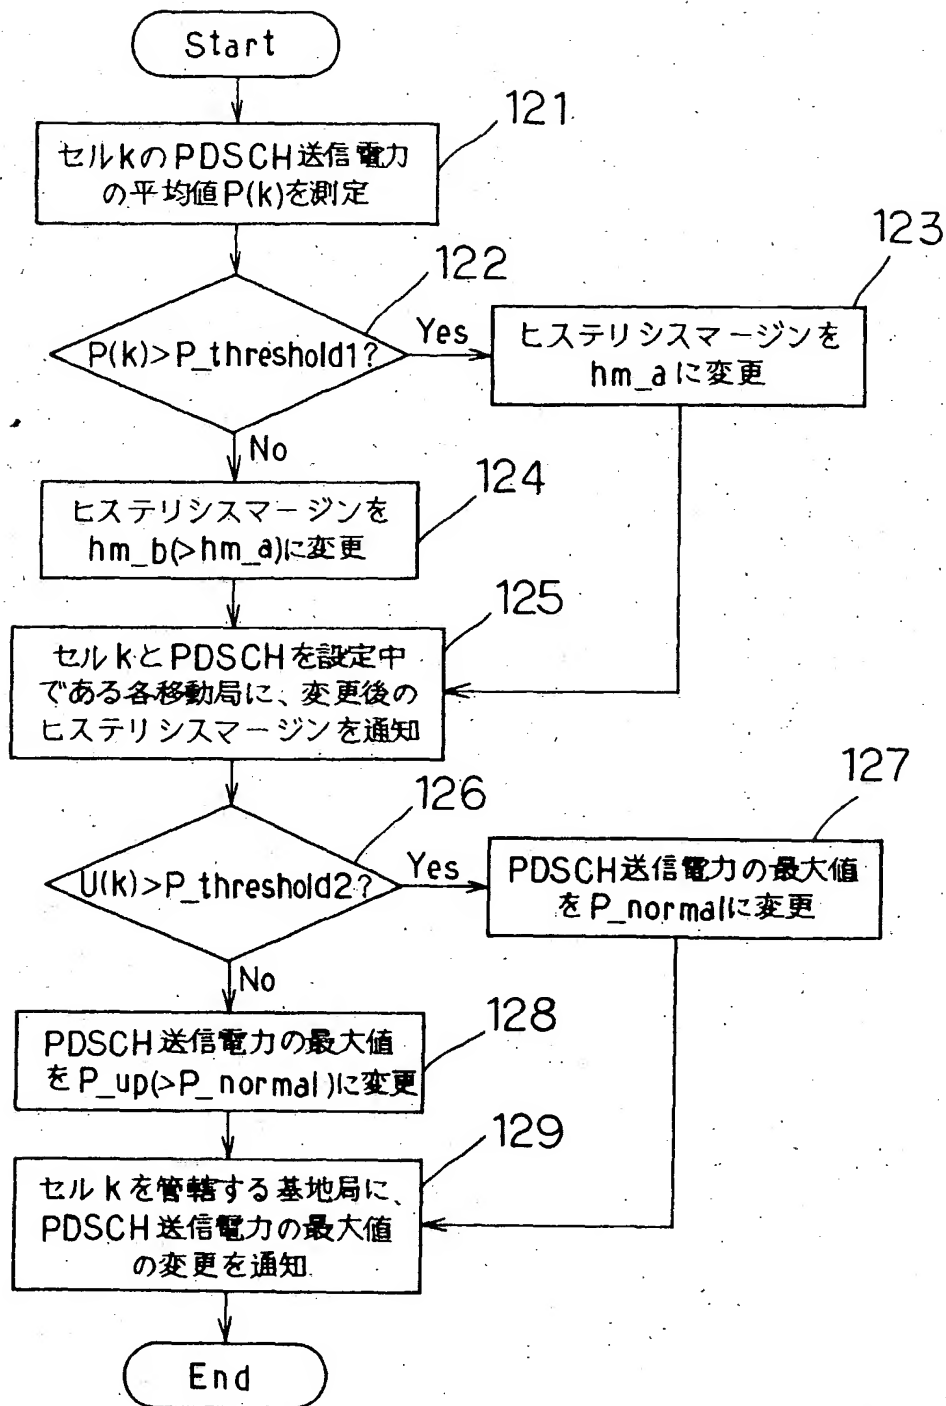 Start
121
セルkのPDSCH送信電力
の平均値P(k)を測定
122
P(k)>P_threshold1?
Yes
123
ヒステリシスマージンを
hm_aに変更
No
124
ヒステリシスマージンを
hm_b(>hm_a)に変更
125
セルkとPDSCHを設定中
である各移動局に、変更後の
ヒステリシスマージンを通知
126
U(k)>P_threshold2?
Yes
127
PDSCH送信電力の最大値
をP_normalに変更
No
128
PDSCH送信電力の最大値
をP_up(>P_normal)に変更
129
セルkを管轄する基地局に、
PDSCH送信電力の最大値
の変更を通知
End